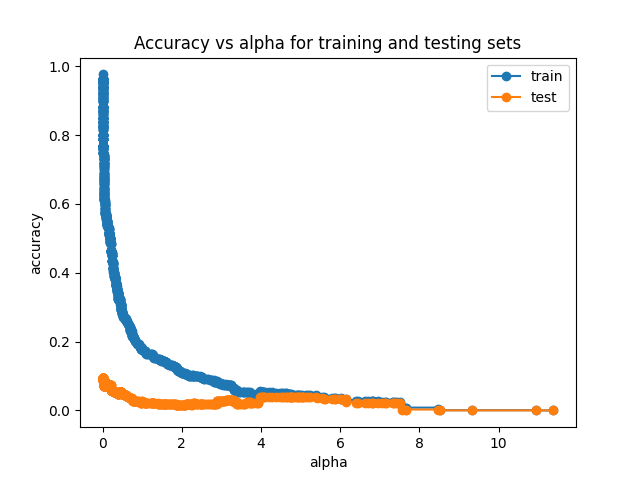 Accuracy vs alpha for training and testing sets
train
test
1.0
0.8
0.6
0.4
0.2
0.0
accuracy
0 2 4 6 8 10
alpha